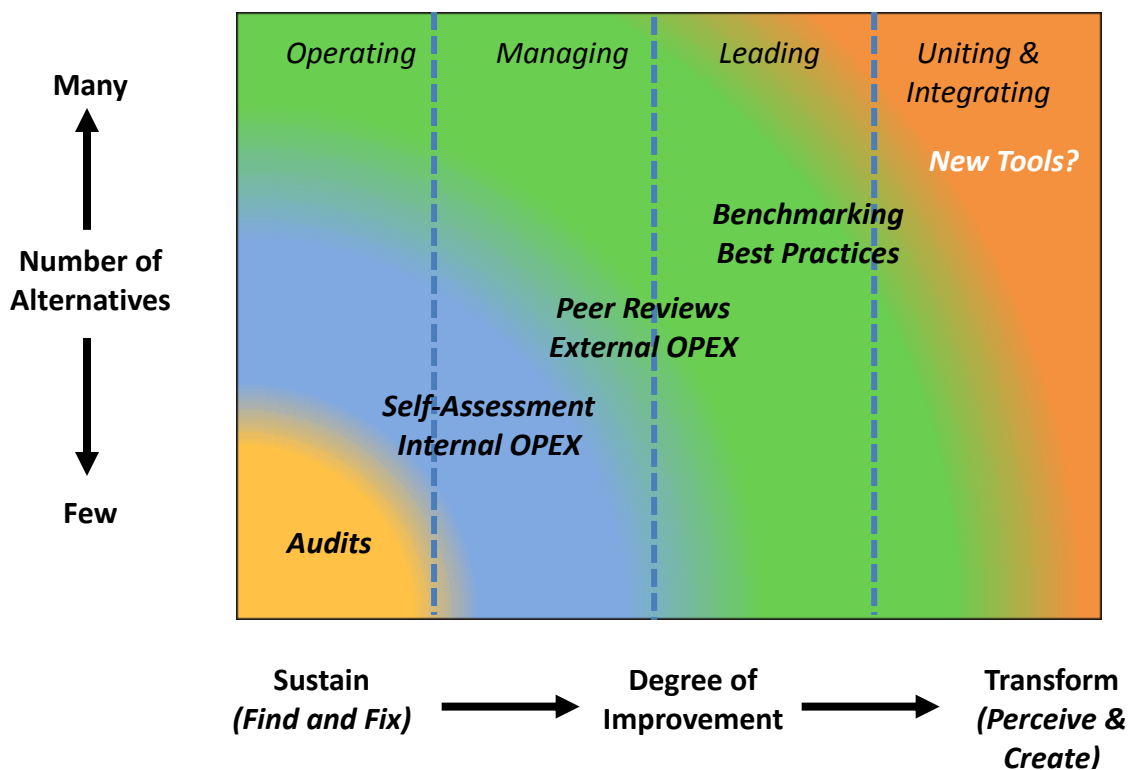 Operating
Managing
Leading
Uniting &
Integrating
Many
New Tools?
Benchmarking
Best Practices
Number of
Alternatives
Peer Reviews
External OPEX
Self-Assessment
Internal OPEX
Few
Audits
Sustain
(Find and Fix)
Degree of
Improvement
Transform
(Perceive &
Create)